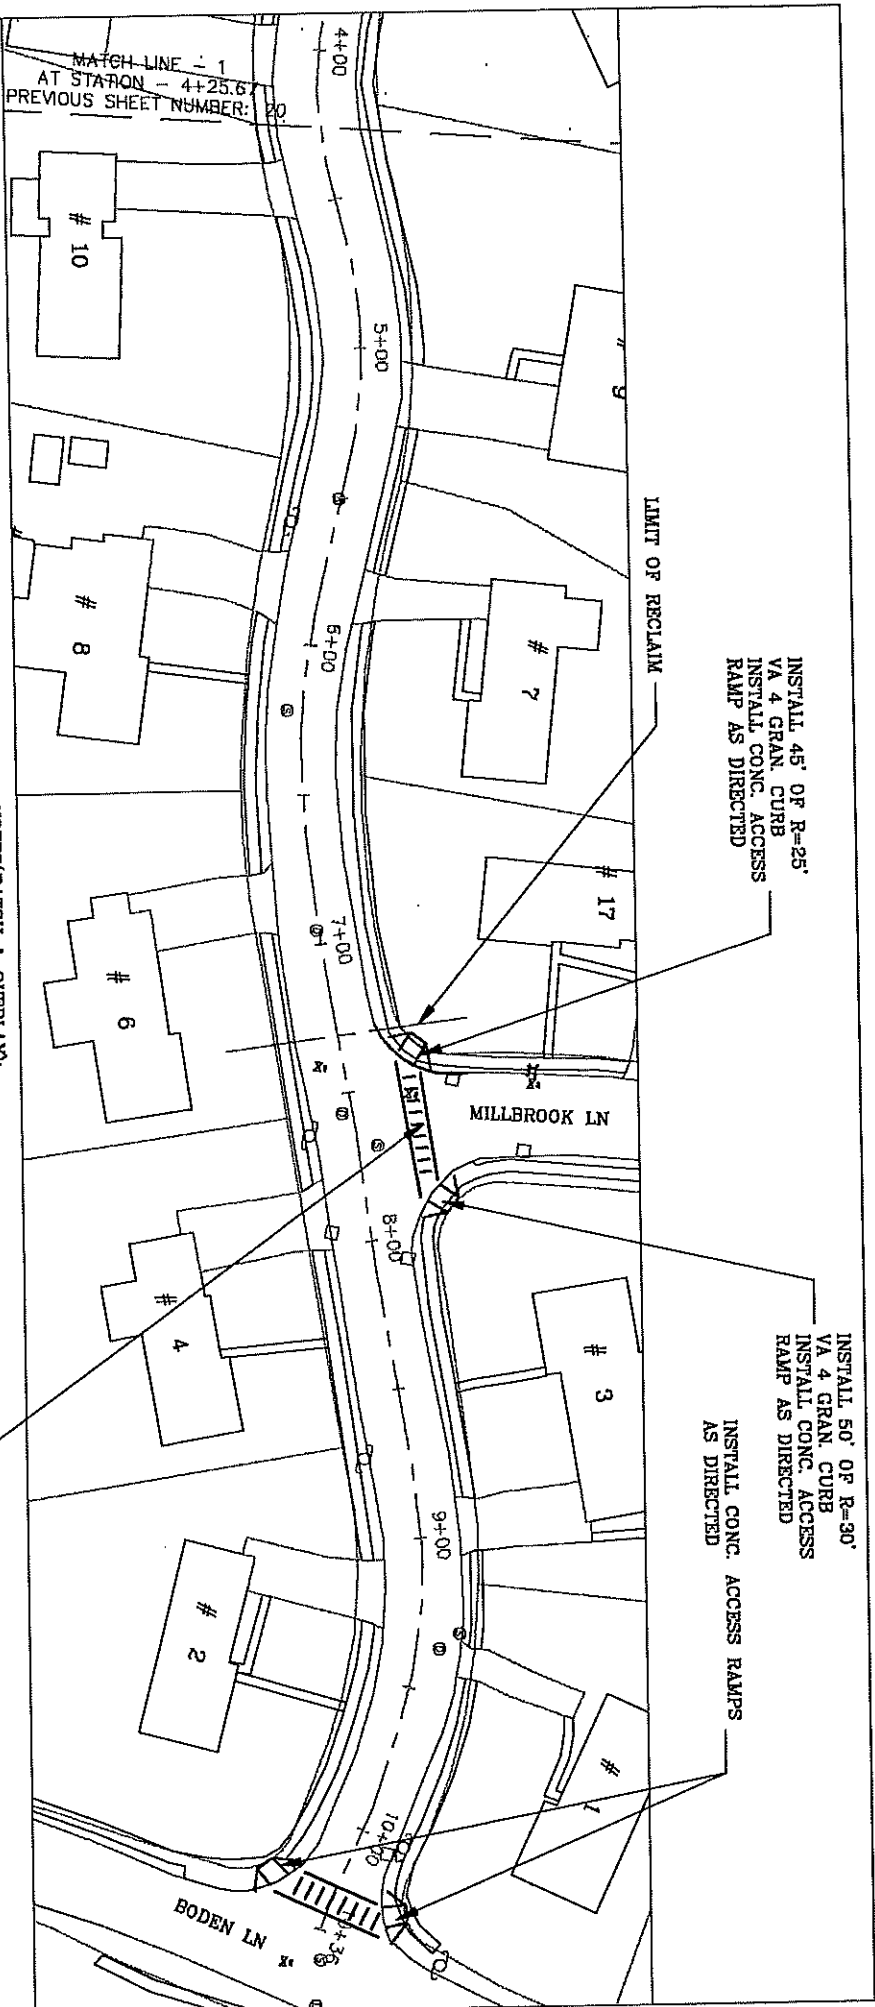 MATCH LINE - 1
AT STATION - 4+25.67
PREVIOUS SHEET NUMBER: 20
4+00
5+00
6+00
7+00
8+00
9+00
10+00
# 10
# 9
# 8
# 7
# 17
# 6
# 4
# 3
# 2
# 1
LIMIT OF RECLAIM
INSTALL 45' OF R=25'
VA 4 GRAN. CURB
INSTALL CONC. ACCESS
RAMP AS DIRECTED
MILLBROOK LN
INSTALL 50' OF R=30'
VA 4 GRAN. CURB
INSTALL CONC. ACCESS
RAMP AS DIRECTED
INSTALL CONC. ACCESS RAMPS
AS DIRECTED
BODEN LN